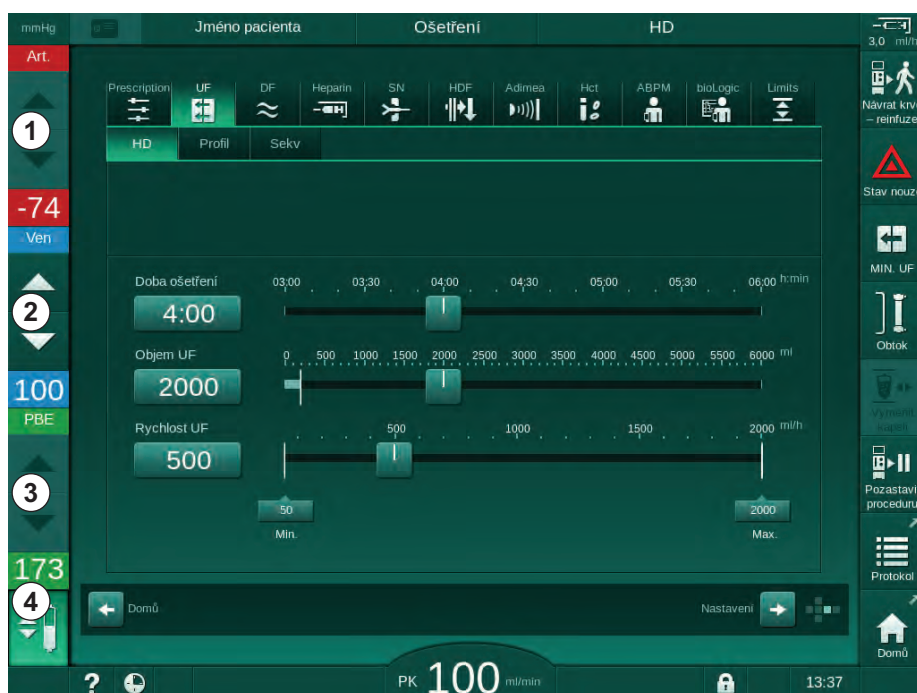 mmHg
Jméno pacienta
Ošetření
HD
3,0 ml/h
Art.
1
-74
Ven
2
100
PBE
3
173
4
Prescription
UF
DF
Heparin
SN
HDF
Adimea
Hct
ABPM
bioLogic
Limits
HD
Profil
Sekv
Doba ošetření
4:00
03:00 03:30 04:00 04:30 05:00 05:30 06:00 h:min
Objem UF
2000
0 500 1000 1500 2000 2500 3000 3500 4000 4500 5000 5500 6000 ml
Rychlost UF
500
500 1000 1500 2000 ml/h
50
Min.
2000
Max.
Domů
Nastavení
Návrat krve
– reinfuze
Stav nouze
MIN. UF
Obtok
Vyměnit
kapsli
Pozastavi
proceduru
Protokol
Domů
?
PK 100 ml/min
13:37